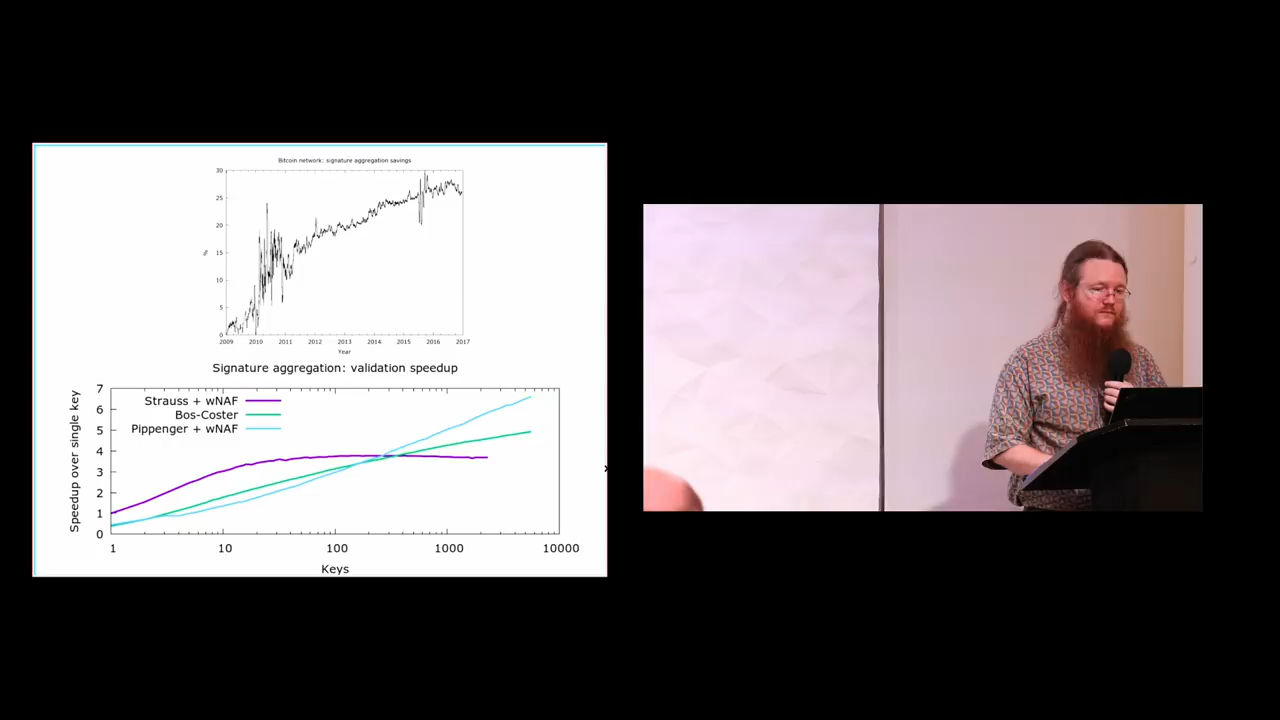 Bitcoin network: signature aggregation savings
30
25
20
15
10
5
0
%
2009 2010 2011 2012 2013 2014 2015 2016 2017
Year
Signature aggregation: validation speedup
7
6
5
4
3
2
1
0
Speedup over single key
Strauss + wNAF
Bos-Coster
Pippenger + wNAF
1 10 100 1000 10000
Keys